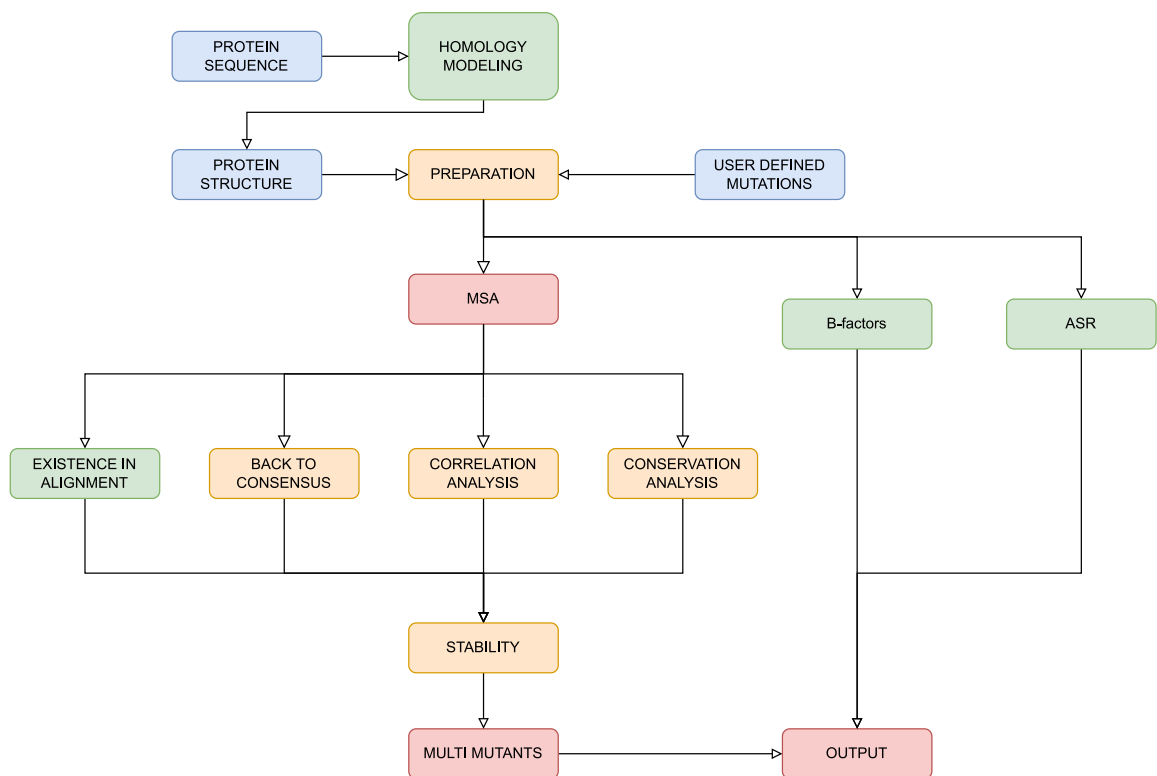 PROTEIN
SEQUENCE
HOMOLOGY
MODELING
PROTEIN
STRUCTURE
PREPARATION
USER DEFINED
MUTATIONS
MSA
B-factors
ASR
EXISTENCE IN
ALIGNMENT
BACK TO
CONSENSUS
CORRELATION
ANALYSIS
CONSERVATION
ANALYSIS
STABILITY
MULTI MUTANTS
OUTPUT